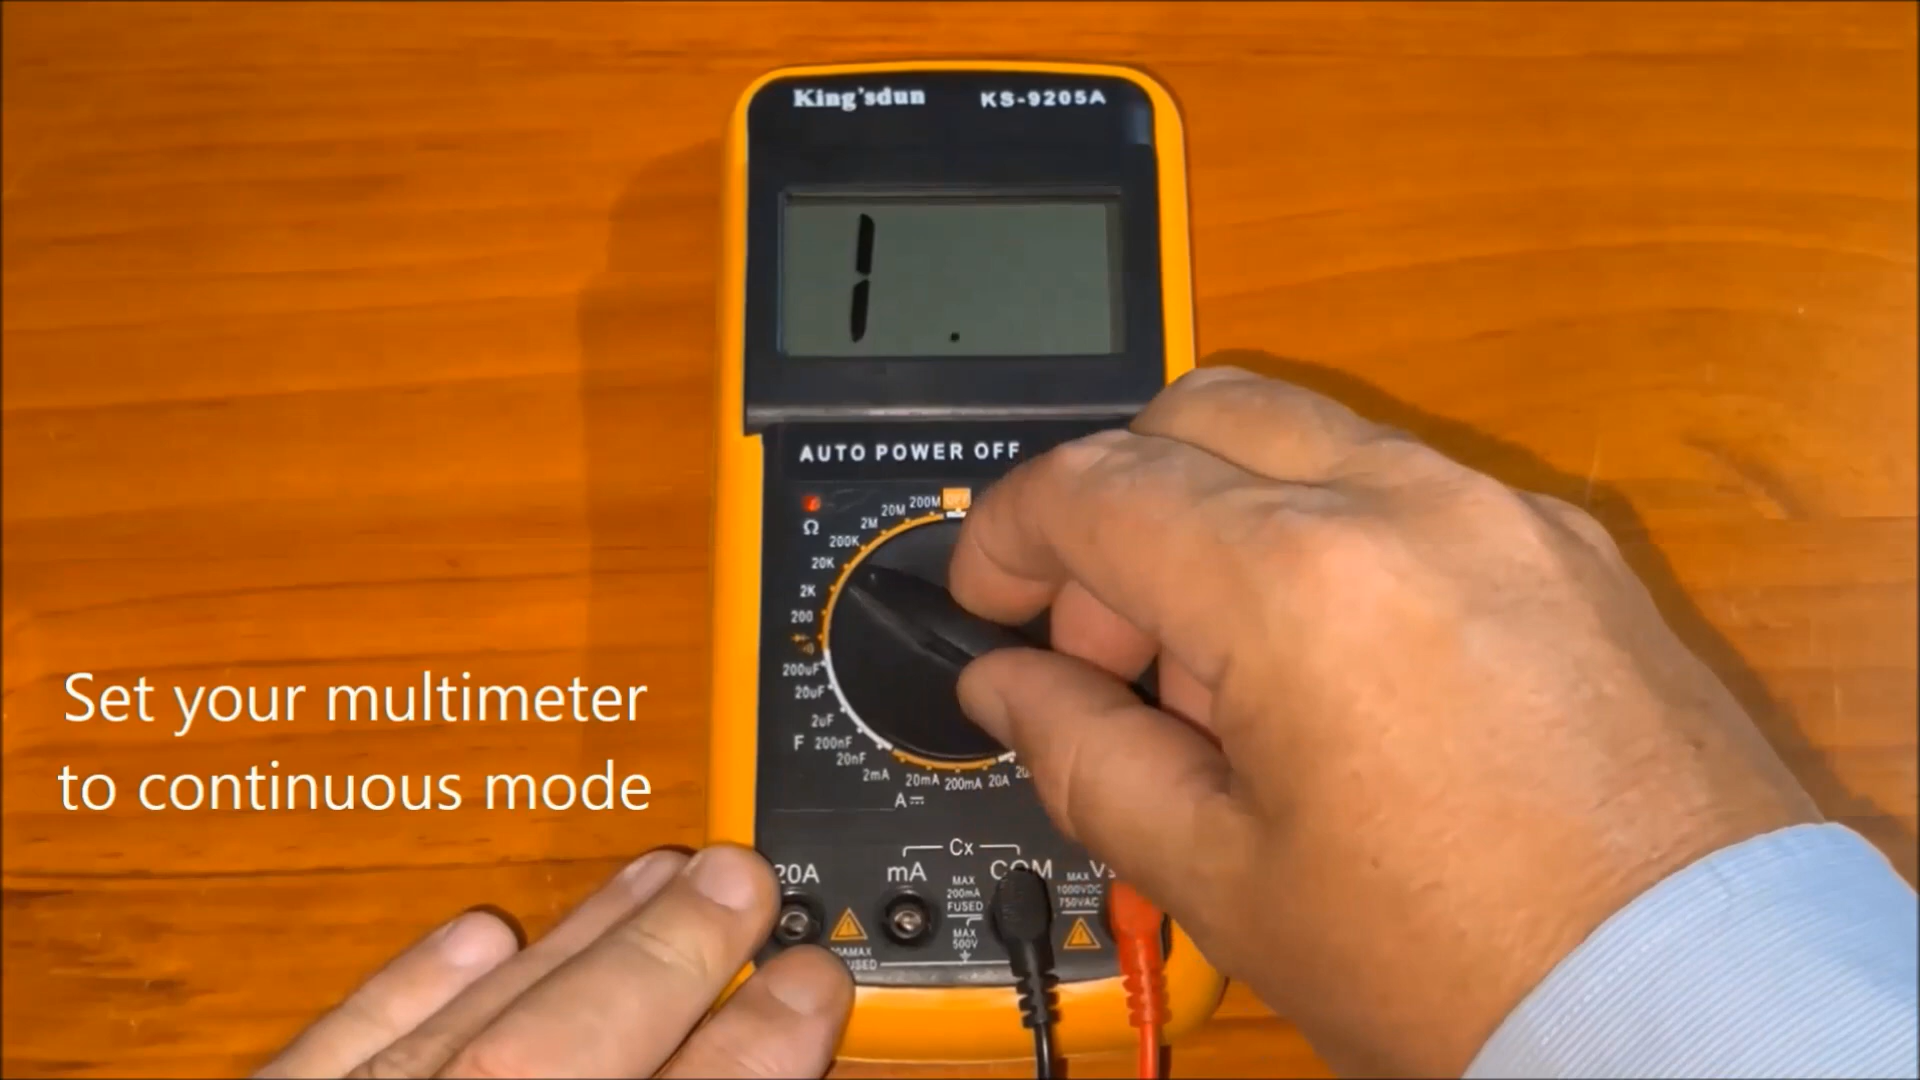 King'sdun KS-9205A
1 .
AUTO POWER OFF
Ω
200M
20M
2M
200K
20K
2K
200
200uF
20uF
2uF
F 200nF
20nF
2mA 20mA 200mA 20A
A
Set your multimeter
to continuous mode
Cx
20A mA COM
MAX
200mA
FUSED
MAX
500V
MAX
1000VDC
750VAC